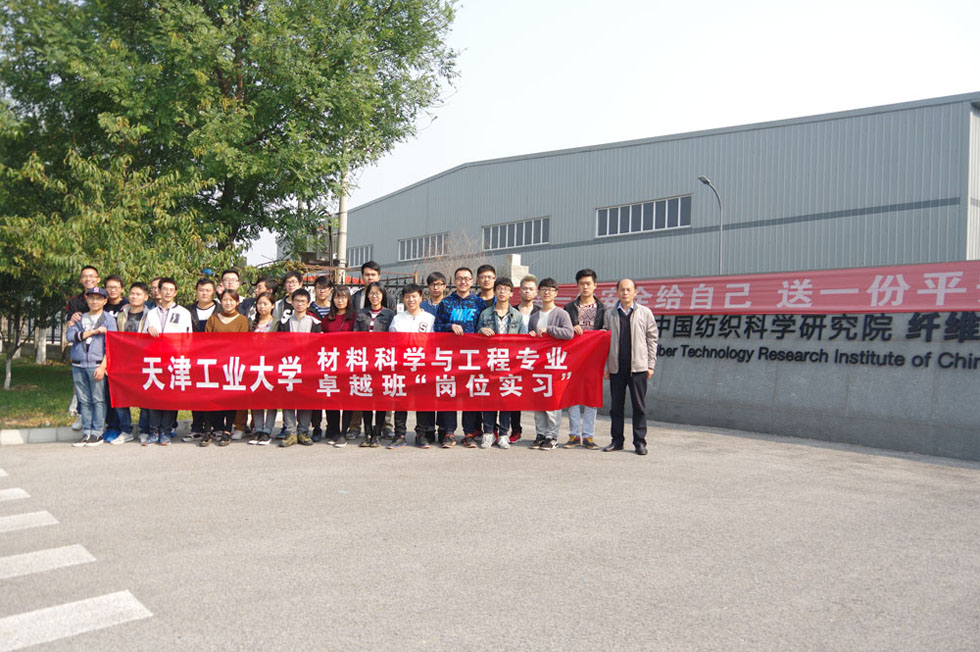 全给自己 送一份平
中国纺织科学研究院 纤维
ber Technology Research Institute of Chin
天津工业大学 材料科学与工程专业
卓越班“岗位实习”
NIKE